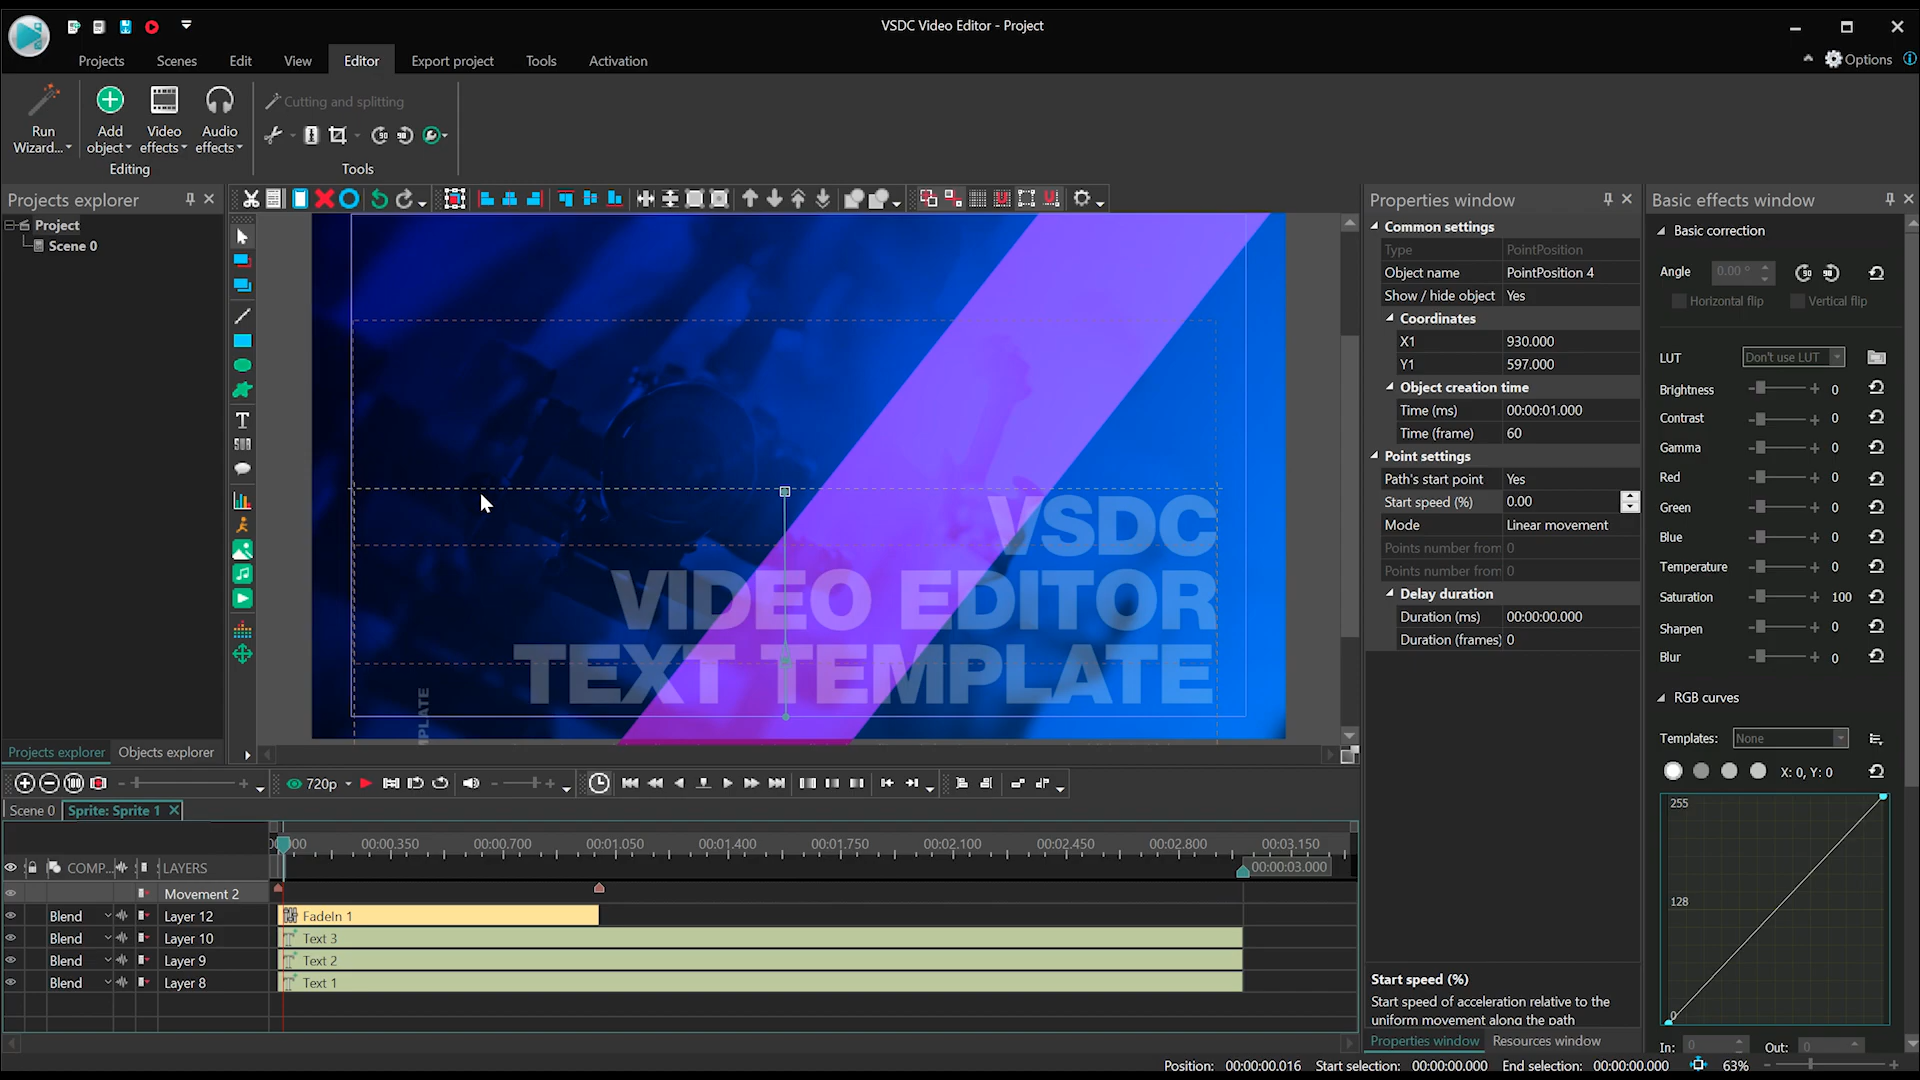 VSDC Video Editor - Project
Projects
Scenes
Edit
View
Editor
Export project
Tools
Activation
Options
Run
Wizard...
Add
object
Video
effects
Audio
effects
Editing
Cutting and splitting
Tools
Projects explorer
Project
Scene 0
Projects explorer
Objects explorer
VSDC
VIDEO EDITOR
TEXT TEMPLATE
Properties window
Common settings
Type PointPosition
Object name PointPosition 4
Show / hide object Yes
Coordinates
X1 930.000
Y1 597.000
Object creation time
Time (ms) 00:00:01.000
Time (frame) 60
Point settings
Path's start point Yes
Start speed (%) 0.00
Mode Linear movement
Points number from 0
Points number from 0
Delay duration
Duration (ms) 00:00:00.000
Duration (frames) 0
Start speed (%)
Start speed of acceleration relative to the
uniform movement along the path
Properties window
Resources window
Basic effects window
Basic correction
Angle 0.00 °
Horizontal flip
Vertical flip
LUT Don't use LUT
Brightness 0
Contrast 0
Gamma 0
Red 0
Green 0
Blue 0
Temperature 0
Saturation 100
Sharpen 0
Blur 0
RGB curves
Templates: None
X: 0, Y: 0
255
128
0
In: 0 Out: 0
720p
Scene 0
Sprite: Sprite 1
00:00.350 00:00.700 00:01.050 00:01.400 00:01.750 00:02.100 00:02.450 00:02.800 00:03.150
00:00:03.000
COMP... LAYERS
Movement 2
Blend Layer 12 FadeIn 1
Blend Layer 10 Text 3
Blend Layer 9 Text 2
Blend Layer 8 Text 1
Position: 00:00:00.016 Start selection: 00:00:00.000 End selection: 00:00:00.000 63%